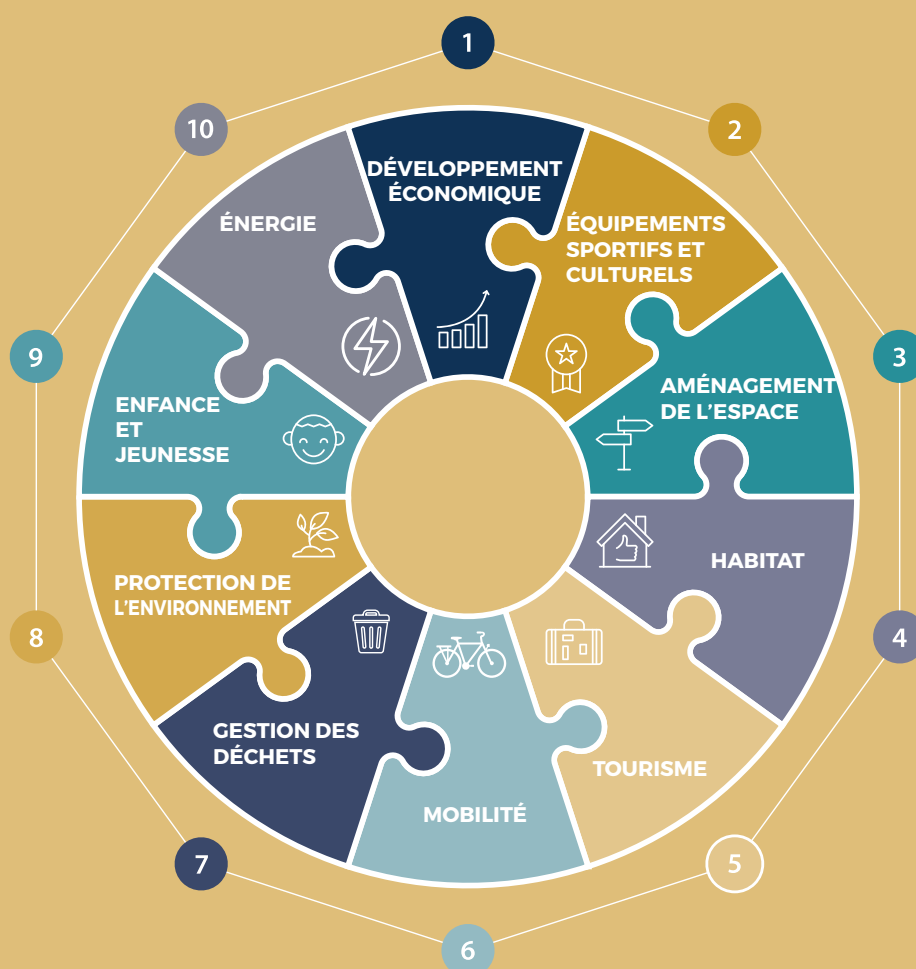 1
DÉVELOPPEMENT
ÉCONOMIQUE
2
ÉQUIPEMENTS
SPORTIFS ET
CULTURELS
3
AMÉNAGEMENT
DE L'ESPACE
4
HABITAT
5
TOURISME
6
MOBILITÉ
7
GESTION DES
DÉCHETS
8
PROTECTION DE
L'ENVIRONNEMENT
9
ENFANCE
ET
JEUNESSE
10
ÉNERGIE